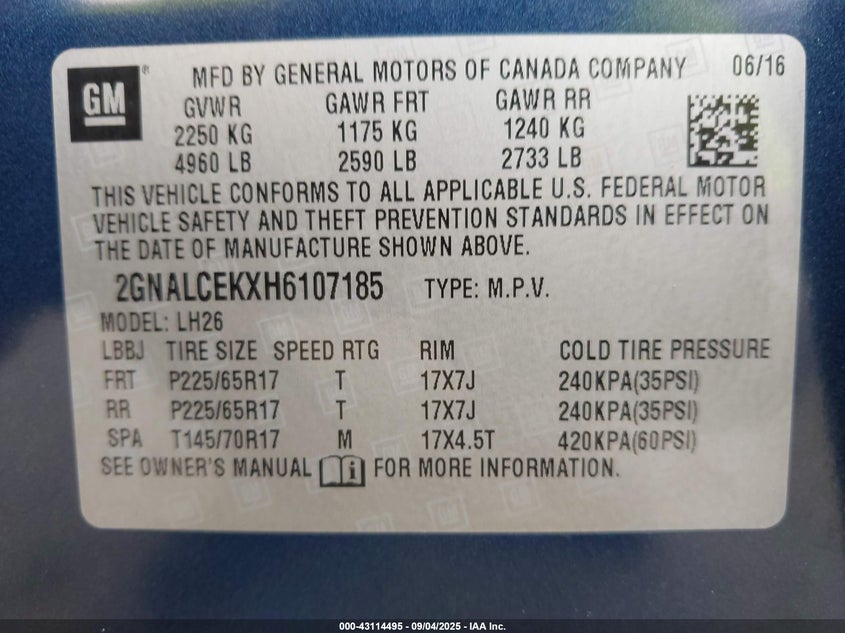 GM ® MFD BY GENERAL MOTORS OF CANADA COMPANY 06/16
GVWR GAWR FRT GAWR RR
2250 KG 1175 KG 1240 KG
4960 LB 2590 LB 2733 LB
THIS VEHICLE CONFORMS TO ALL APPLICABLE U.S. FEDERAL MOTOR
VEHICLE SAFETY AND THEFT PREVENTION STANDARDS IN EFFECT ON
THE DATE OF MANUFACTURE SHOWN ABOVE.
2GNALCEKXH6107185 TYPE: M.P.V.
MODEL: LH26
LBBJ TIRE SIZE SPEED RTG RIM COLD TIRE PRESSURE
FRT P225/65R17 T 17X7J 240KPA(35PSI)
RR P225/65R17 T 17X7J 240KPA(35PSI)
SPA T145/70R17 M 17X4.5T 420KPA(60PSI)
SEE OWNER'S MANUAL i FOR MORE INFORMATION.
000-43114495 - 09/04/2025 - IAA Inc.